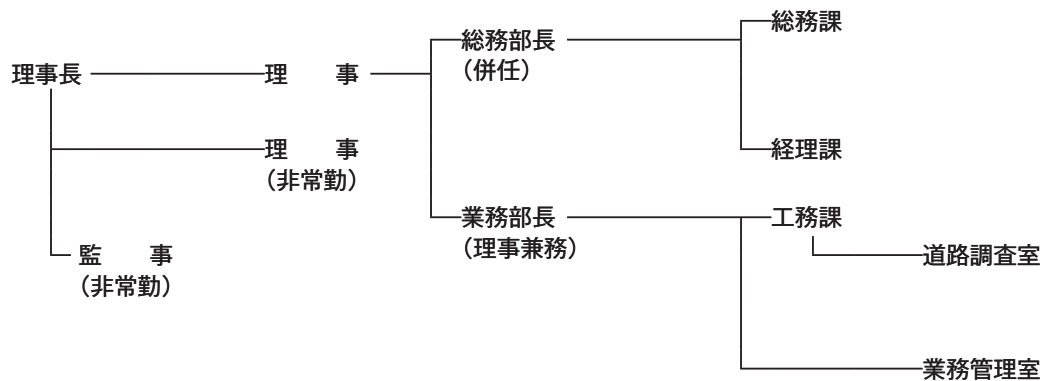 総務課
総務部長
（併任）
理事長
理　　事
理　　事
（非常勤）
経理課
業務部長
（理事兼務）
工務課
監　　事
（非常勤）
道路調査室
業務管理室